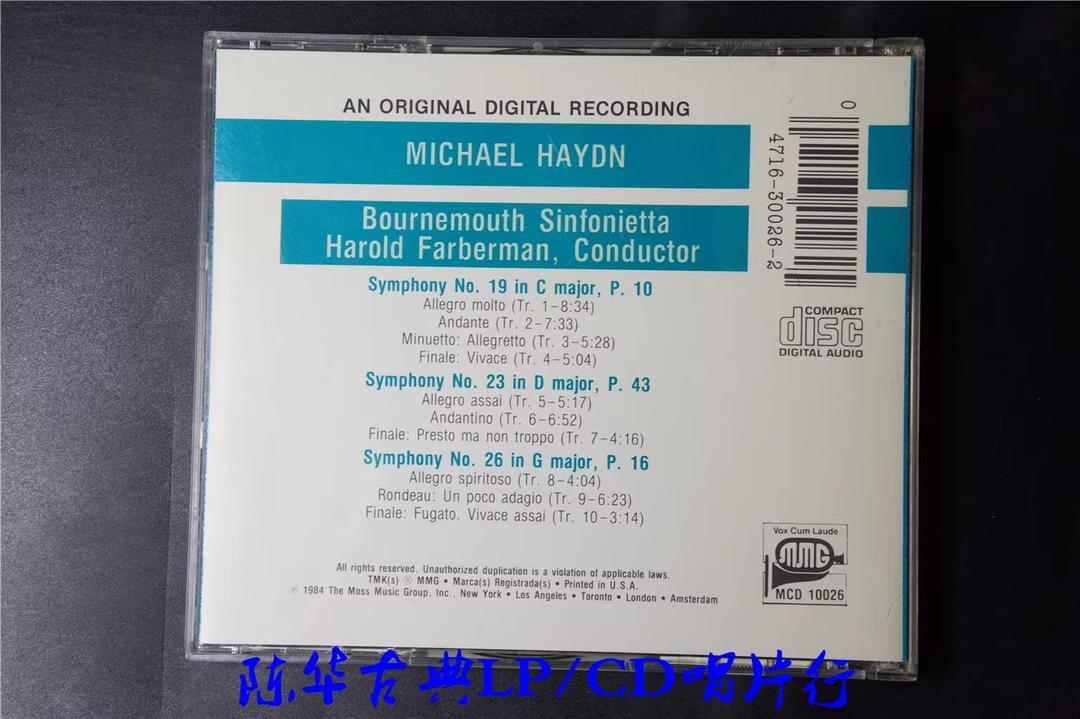 AN ORIGINAL DIGITAL RECORDING
MICHAEL HAYDN
Bournemouth Sinfonietta
Harold Farberman, Conductor
Symphony No. 19 in C major, P. 10
Allegro molto (Tr. 1-8:34)
Andante (Tr. 2-7:33)
Minuetto: Allegretto (Tr. 3-5:28)
Finale: Vivace (Tr. 4-5:04)
Symphony No. 23 in D major, P. 43
Allegro assai (Tr. 5-5:17)
Andantino (Tr. 6-6:52)
Finale: Presto ma non troppo (Tr. 7-4:16)
Symphony No. 26 in G major, P. 16
Allegro spiritoso (Tr. 8-4:04)
Rondeau: Un poco adagio (Tr. 9-6:23)
Finale: Fugato. Vivace assai (Tr. 10-3:14)
All rights reserved. Unauthorized duplication is a violation of applicable laws.
TMK(s) ® MMG • Marca(s) Registrada(s) • Printed in U.S.A.
℗ 1984 The Moss Music Group, Inc., New York • Los Angeles • Toronto • London • Amsterdam
0
4716-30026-2
COMPACT
disc
DIGITAL AUDIO
Vox Cum Laude
MMG
MCD 10026
陈华古典LP/CD唱片行